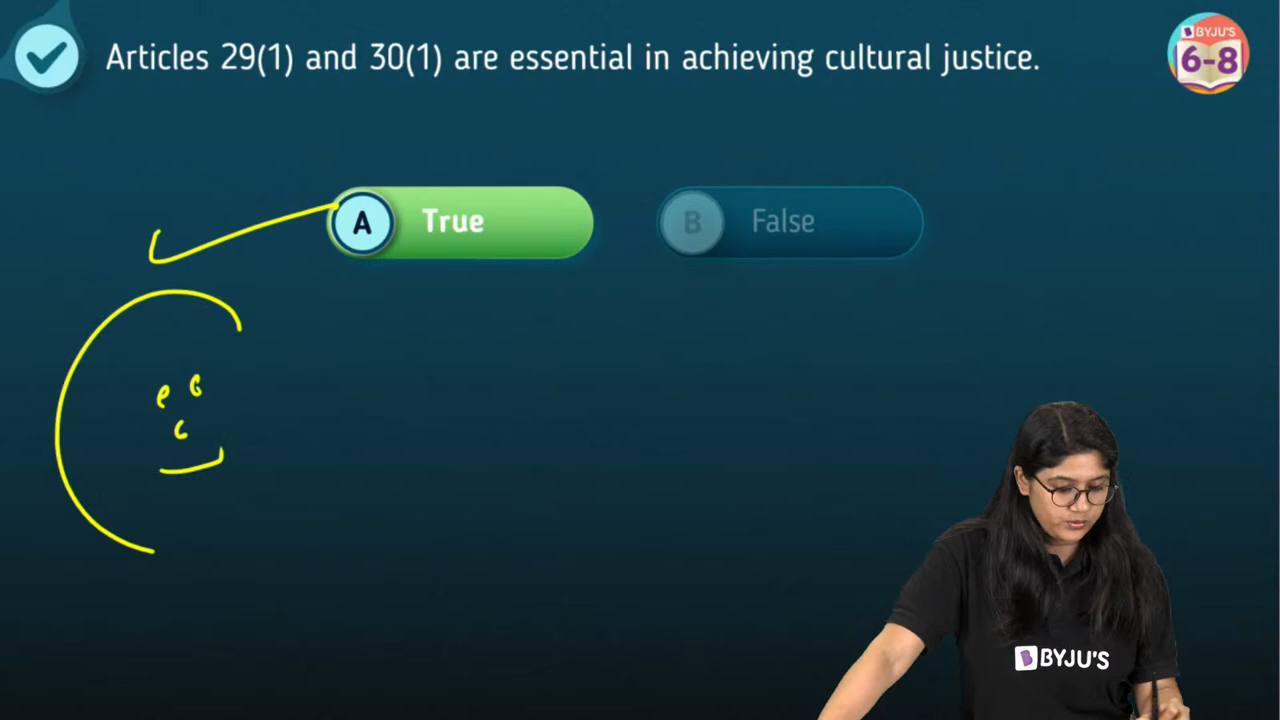 Articles 29(1) and 30(1) are essential in achieving cultural justice.
BYJU'S
6-8
A True
B False
BYJU'S